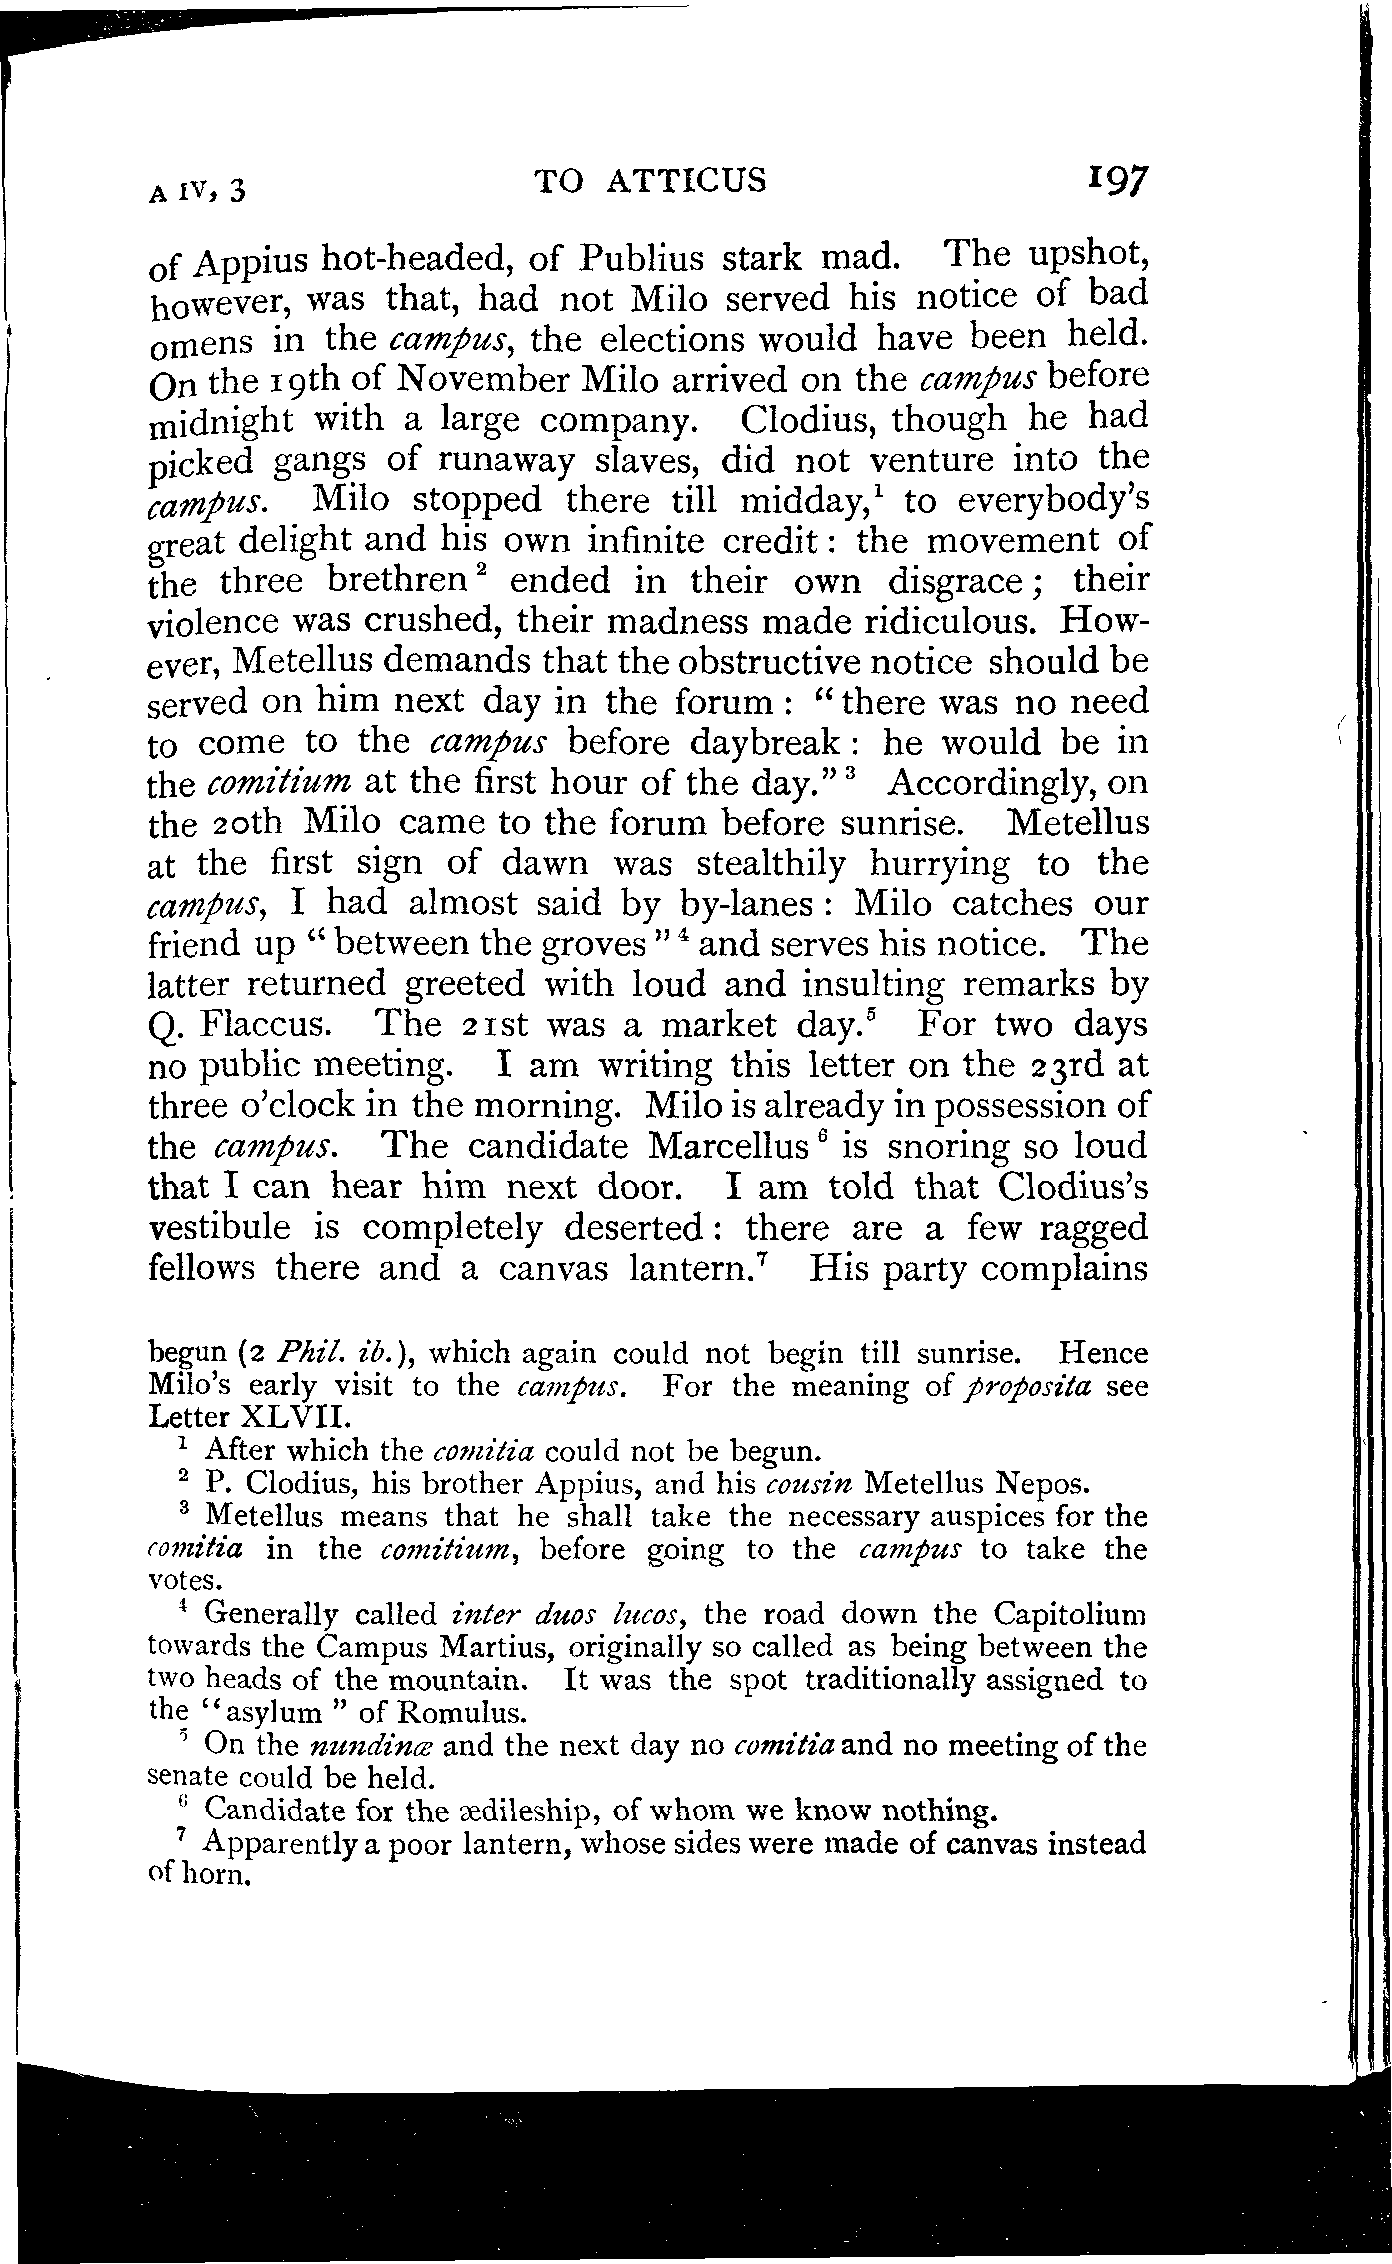 A IV, 3 TO ATTICUS 197
of Appius hot-headed, of Publius stark mad. The upshot,
however, was that, had not Milo served his notice of bad
omens in the campus, the elections would have been held.
On the 19th of November Milo arrived on the campus before
midnight with a large company. Clodius, though he had
picked gangs of runaway slaves, did not venture into the
campus. Milo stopped there till midday,¹ to everybody's
great delight and his own infinite credit: the movement of
the three brethren² ended in their own disgrace; their
violence was crushed, their madness made ridiculous. How-
ever, Metellus demands that the obstructive notice should be
served on him next day in the forum: "there was no need
to come to the campus before daybreak: he would be in
the comitium at the first hour of the day."³ Accordingly, on
the 20th Milo came to the forum before sunrise. Metellus
at the first sign of dawn was stealthily hurrying to the
campus, I had almost said by by-lanes: Milo catches our
friend up "between the groves"⁴ and serves his notice. The
latter returned greeted with loud and insulting remarks by
Q. Flaccus. The 21st was a market day.⁵ For two days
no public meeting. I am writing this letter on the 23rd at
three o'clock in the morning. Milo is already in possession of
the campus. The candidate Marcellus⁶ is snoring so loud
that I can hear him next door. I am told that Clodius's
vestibule is completely deserted: there are a few ragged
fellows there and a canvas lantern.⁷ His party complains
begun (2 Phil. ib.), which again could not begin till sunrise. Hence
Milo's early visit to the campus. For the meaning of proposita see
Letter XLVII.
¹ After which the comitia could not be begun.
² P. Clodius, his brother Appius, and his cousin Metellus Nepos.
³ Metellus means that he shall take the necessary auspices for the
comitia in the comitium, before going to the campus to take the
votes.
⁴ Generally called inter duos lucos, the road down the Capitolium
towards the Campus Martius, originally so called as being between the
two heads of the mountain. It was the spot traditionally assigned to
the "asylum" of Romulus.
⁵ On the nundinæ and the next day no comitia and no meeting of the
senate could be held.
⁶ Candidate for the ædileship, of whom we know nothing.
⁷ Apparently a poor lantern, whose sides were made of canvas instead
of horn.